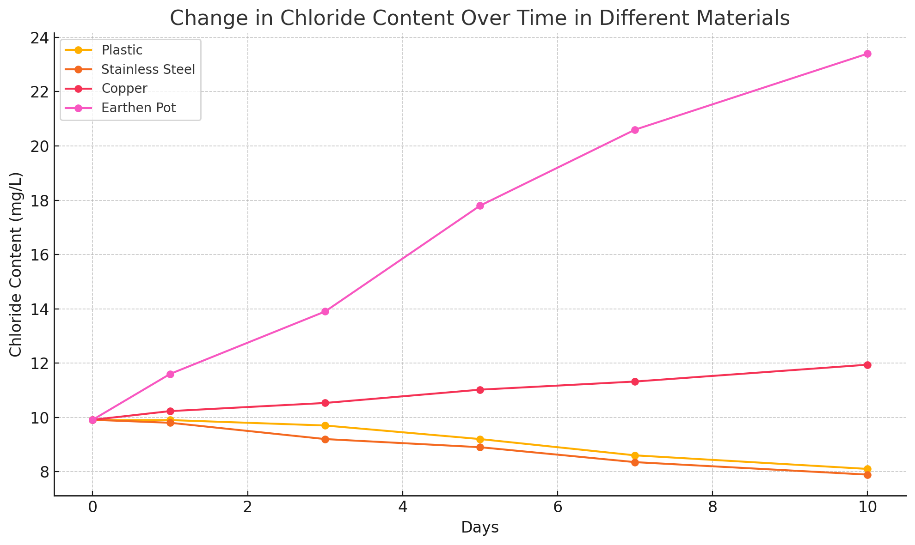 Change in Chloride Content Over Time in Different Materials
Plastic
Stainless Steel
Copper
Earthen Pot
Chloride Content (mg/L)
24
22
20
18
16
14
12
10
8
0 2 4 6 8 10
Days